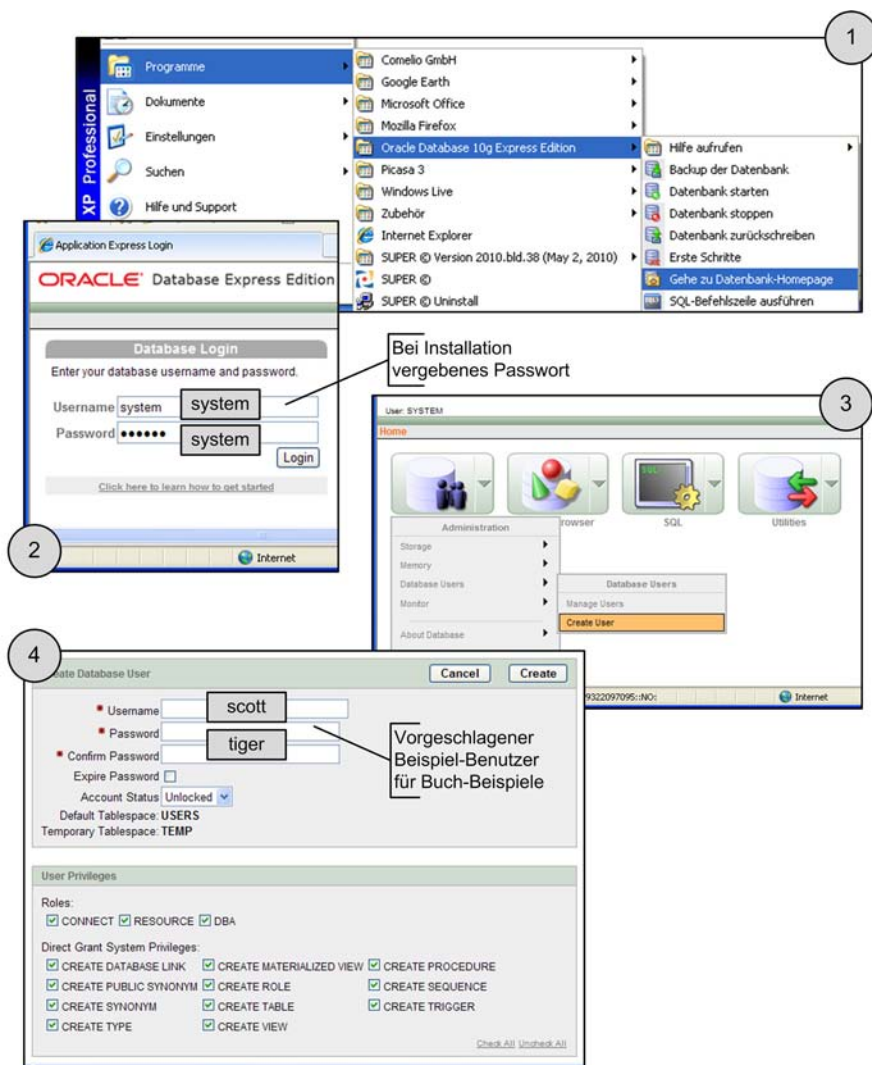 1
XP Professional
Programme
Dokumente
Einstellungen
Suchen
Hilfe und Support
Comelio GmbH
Google Earth
Microsoft Office
Mozilla Firefox
Oracle Database 10g Express Edition
Picasa 3
Windows Live
Zubehör
Internet Explorer
SUPER © Version 2010.bld.38 (May 2, 2010)
SUPER ©
SUPER © Uninstall
Hilfe aufrufen
Backup der Datenbank
Datenbank starten
Datenbank stoppen
Datenbank zurückschreiben
Erste Schritte
Gehe zu Datenbank-Homepage
SQL-Befehlszeile ausführen
Application Express Login
ORACLE Database Express Edition
Database Login
Enter your database username and password.
Username system system
Password system
Login
Click here to learn how to get started
Internet
2
Bei Installation
vergebenes Passwort
3
User: SYSTEM
Home
rowser SQL Utilities
Administration
Storage
Memory
Database Users
Monitor
About Database
Database Users
Manage Users
Create User
9322097095::NO: Internet
4
eate Database User Cancel Create
* Username scott
* Password tiger
* Confirm Password
Expire Password
Account Status Unlocked
Default Tablespace: USERS
Temporary Tablespace: TEMP
Vorgeschlagener
Beispiel-Benutzer
für Buch-Beispiele
User Privileges
Roles:
CONNECT RESOURCE DBA
Direct Grant System Privileges:
CREATE DATABASE LINK CREATE MATERIALIZED VIEW CREATE PROCEDURE
CREATE PUBLIC SYNONYM CREATE ROLE CREATE SEQUENCE
CREATE SYNONYM CREATE TABLE CREATE TRIGGER
CREATE TYPE CREATE VIEW
Check All Uncheck All